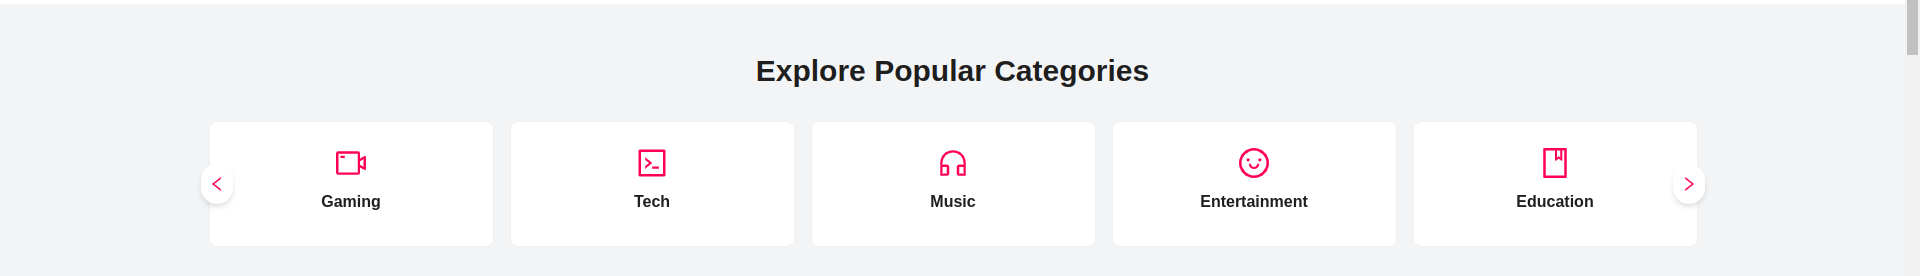 Explore Popular Categories
Gaming
Tech
Music
Entertainment
Education